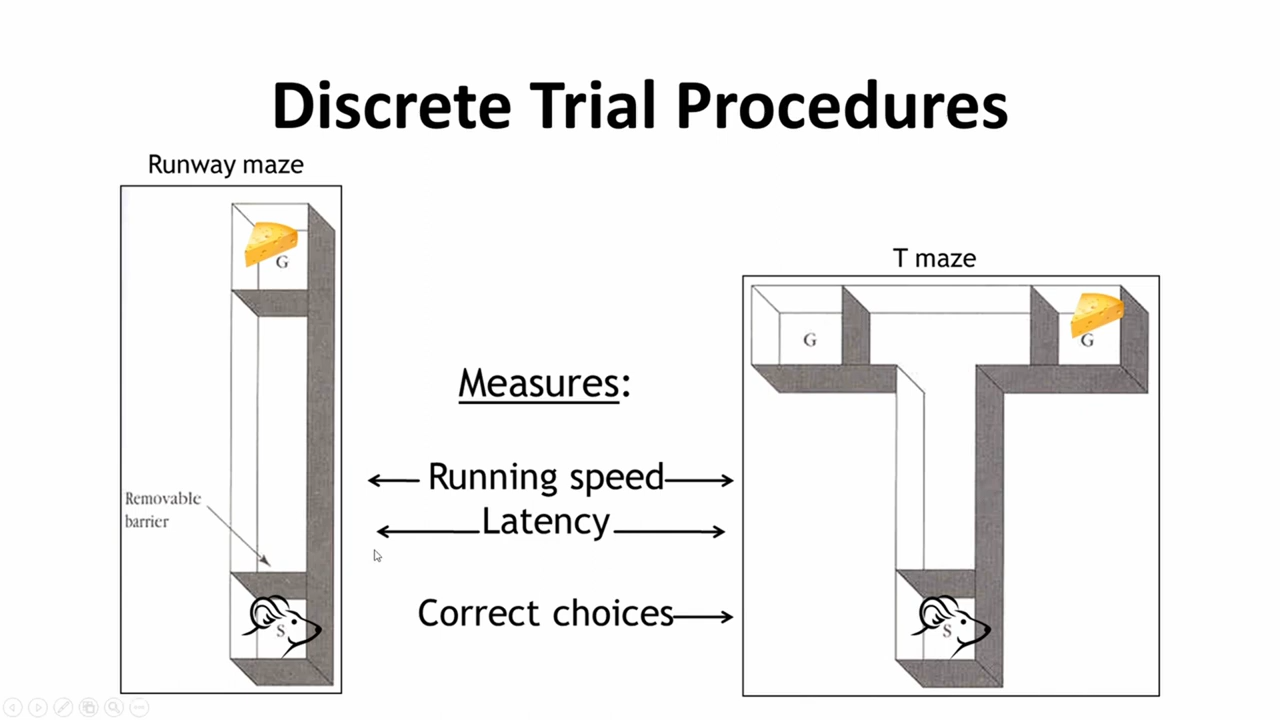 Discrete Trial Procedures
Runway maze
G
Removable
barrier
S
Measures:
Running speed
Latency
Correct choices
T maze
G
G
S